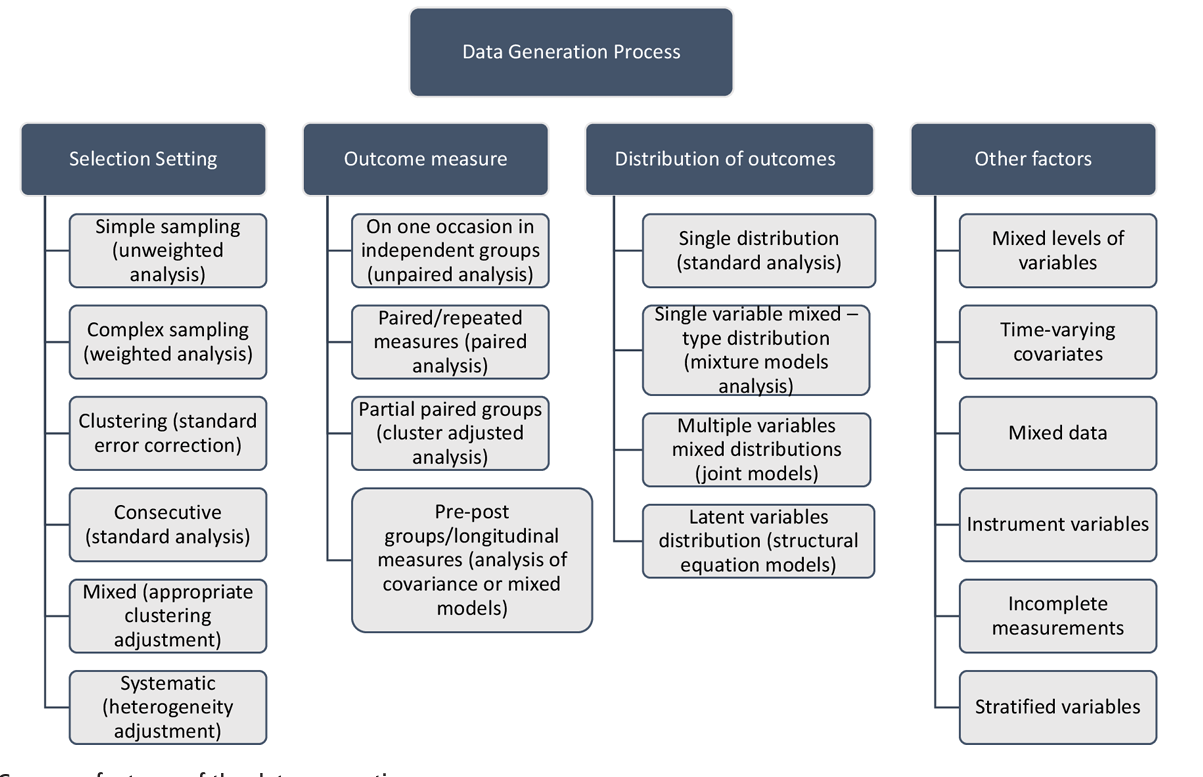 Data Generation Process
Selection Setting
Simple sampling
(unweighted
analysis)
Complex sampling
(weighted analysis)
Clustering (standard
error correction)
Consecutive
(standard analysis)
Mixed (appropriate
clustering
adjustment)
Systematic
(heterogeneity
adjustment)
Outcome measure
On one occasion in
independent groups
(unpaired analysis)
Paired/repeated
measures (paired
analysis)
Partial paired groups
(cluster adjusted
analysis)
Pre-post
groups/longitudinal
measures (analysis of
covariance or mixed
models)
Distribution of outcomes
Single distribution
(standard analysis)
Single variable mixed –
type distribution
(mixture models
analysis)
Multiple variables
mixed distributions
(joint models)
Latent variables
distribution (structural
equation models)
Other factors
Mixed levels of
variables
Time-varying
covariates
Mixed data
Instrument variables
Incomplete
measurements
Stratified variables